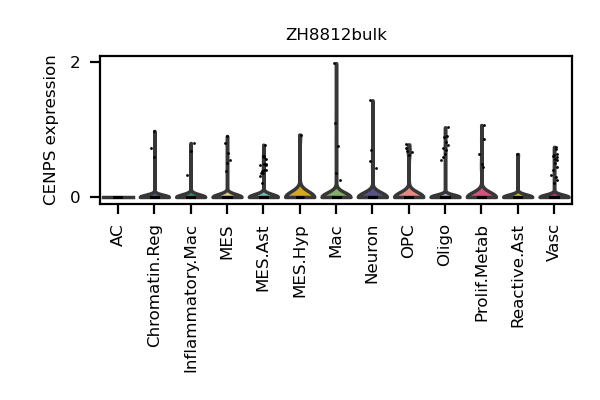 ZH8812bulk
CENPS expression
2
0
AC
Chromatin.Reg
Inflammatory.Mac
MES
MES.Ast
MES.Hyp
Mac
Neuron
OPC
Oligo
Prolif.Metab
Reactive.Ast
Vasc